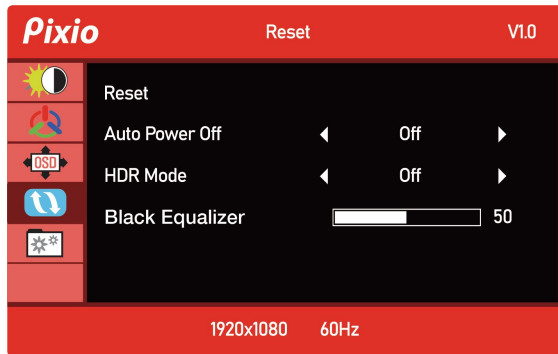 Pixio Reset V1.0
Reset
Auto Power Off Off
OSD
HDR Mode Off
Black Equalizer 50
1920x1080 60Hz